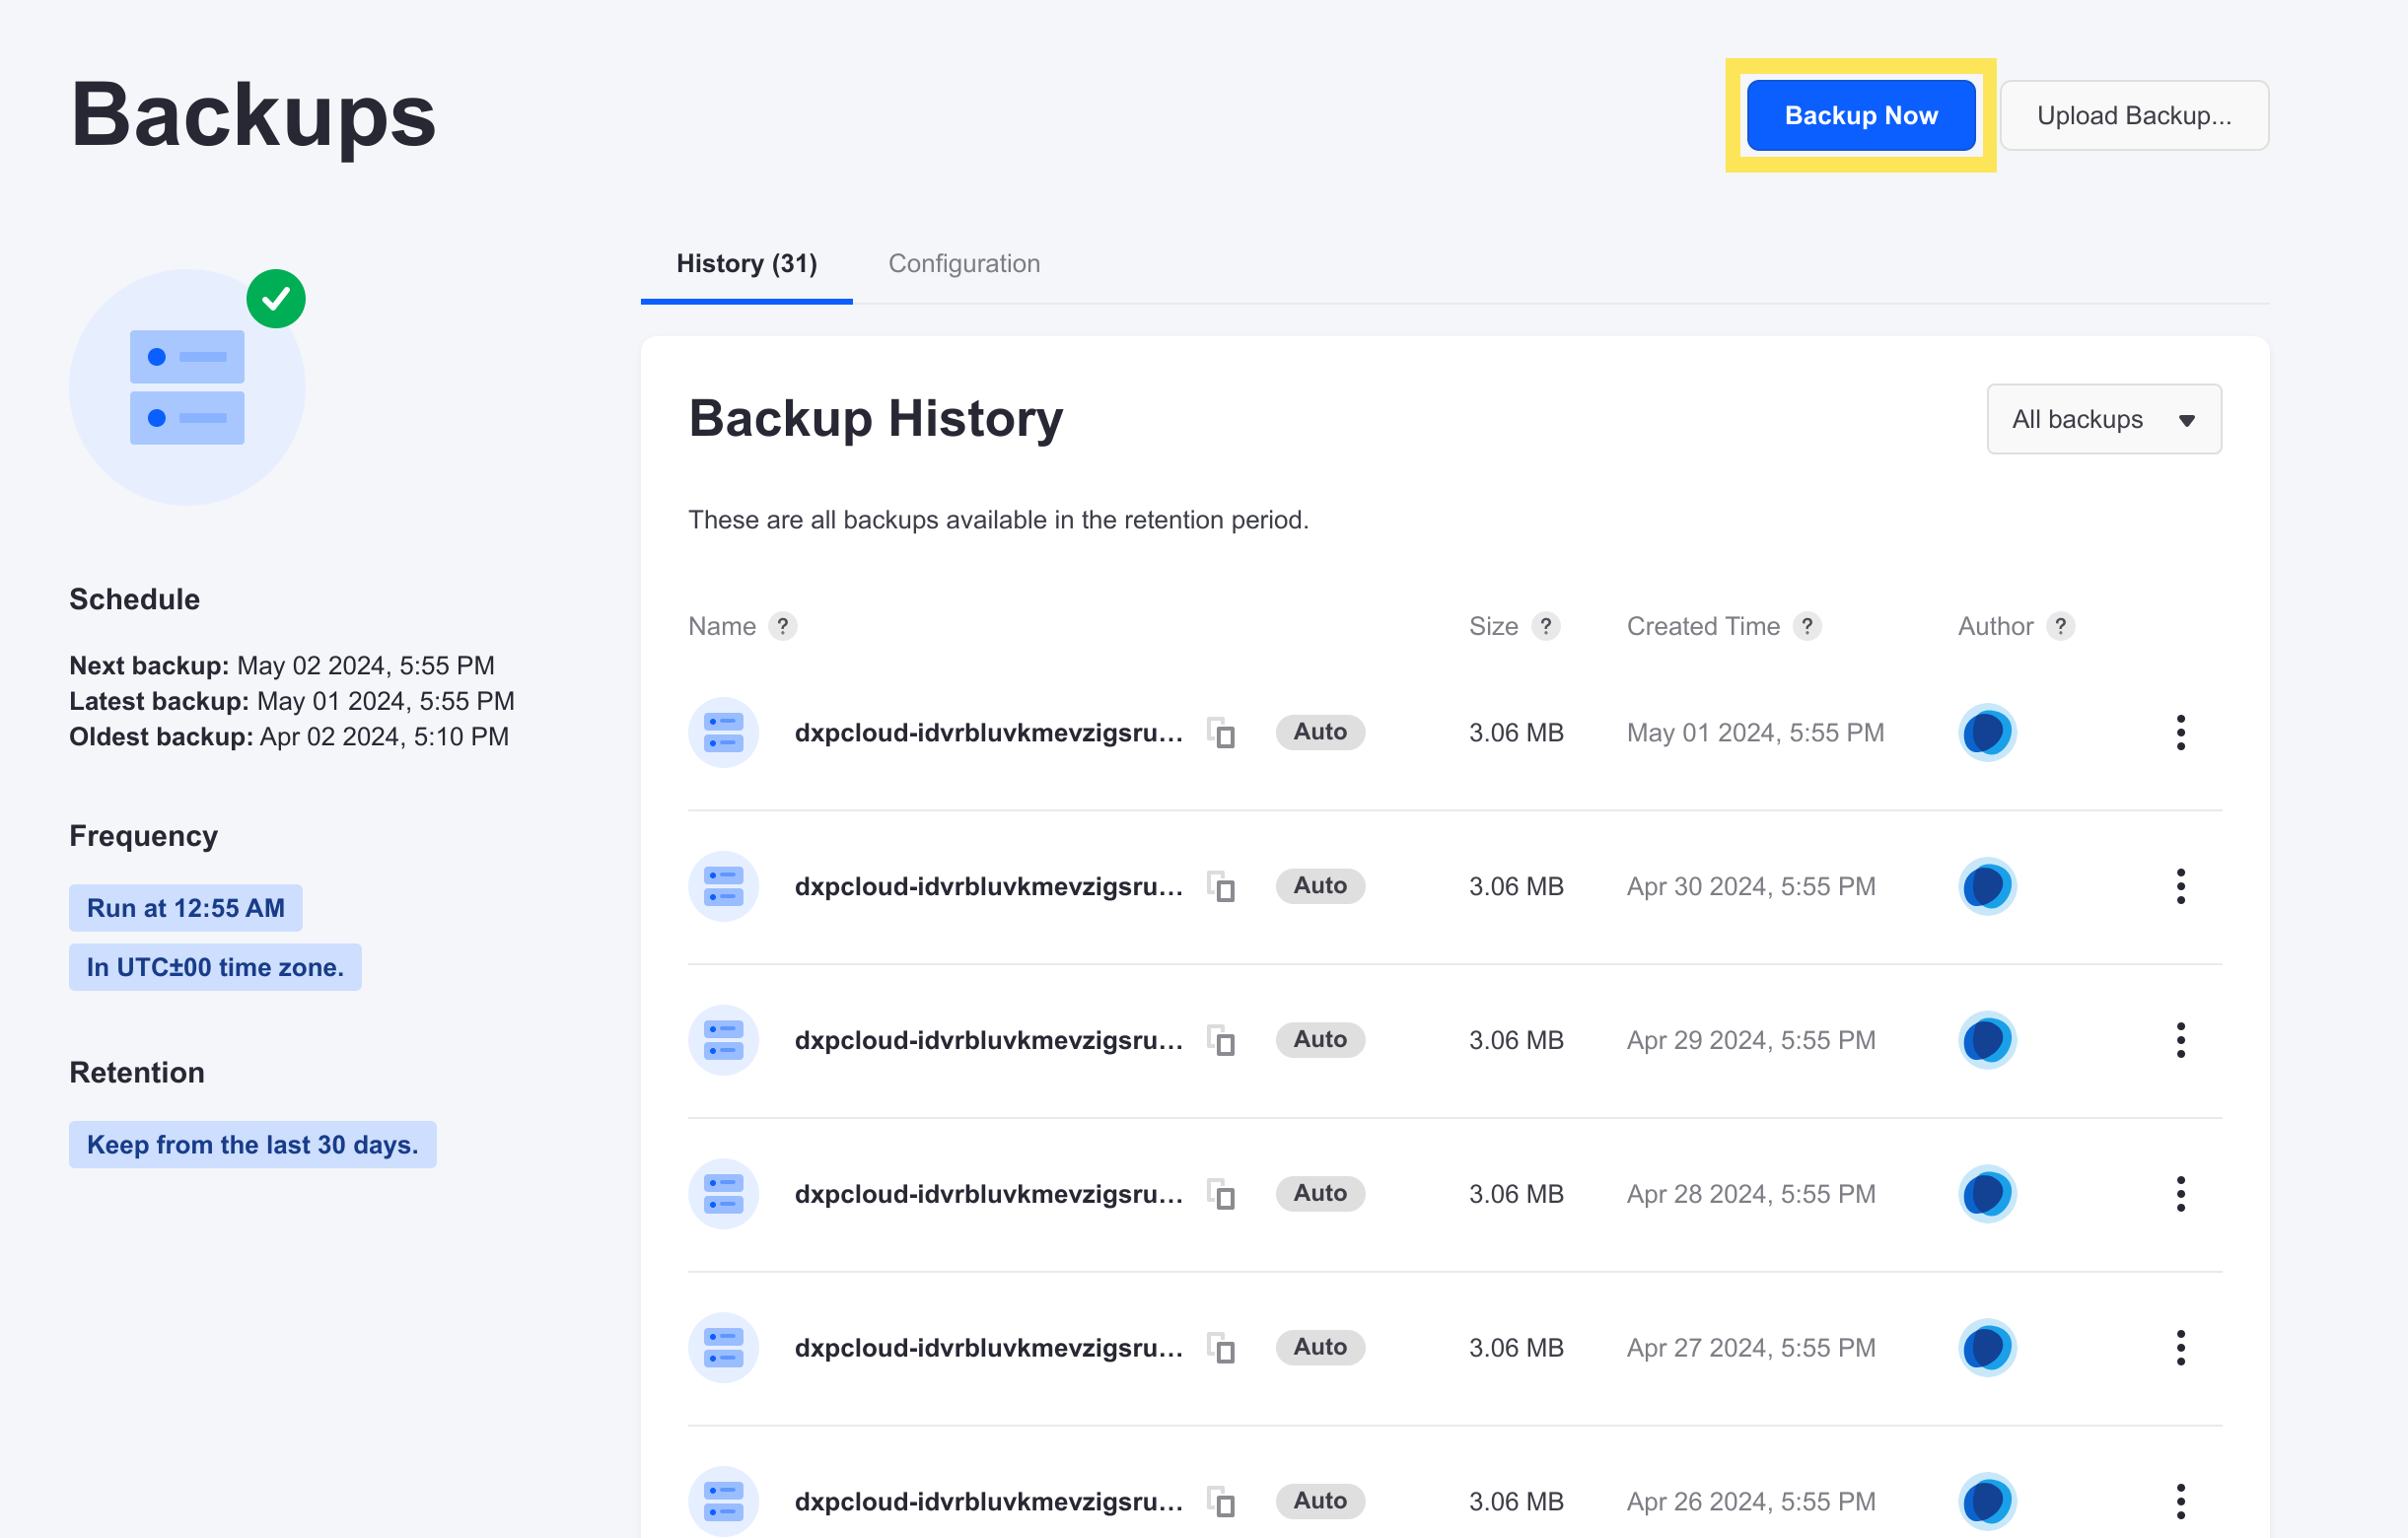 Backups
Backup Now
Upload Backup...
History (31)
Configuration
Schedule
Next backup: May 02 2024, 5:55 PM
Latest backup: May 01 2024, 5:55 PM
Oldest backup: Apr 02 2024, 5:10 PM
Frequency
Run at 12:55 AM
In UTC±00 time zone.
Retention
Keep from the last 30 days.
Backup History
All backups
These are all backups available in the retention period.
Name ? Size ? Created Time ? Author ?
dxpcloud-idvrbluvkmevzigsru... Auto 3.06 MB May 01 2024, 5:55 PM
dxpcloud-idvrbluvkmevzigsru... Auto 3.06 MB Apr 30 2024, 5:55 PM
dxpcloud-idvrbluvkmevzigsru... Auto 3.06 MB Apr 29 2024, 5:55 PM
dxpcloud-idvrbluvkmevzigsru... Auto 3.06 MB Apr 28 2024, 5:55 PM
dxpcloud-idvrbluvkmevzigsru... Auto 3.06 MB Apr 27 2024, 5:55 PM
dxpcloud-idvrbluvkmevzigsru... Auto 3.06 MB Apr 26 2024, 5:55 PM